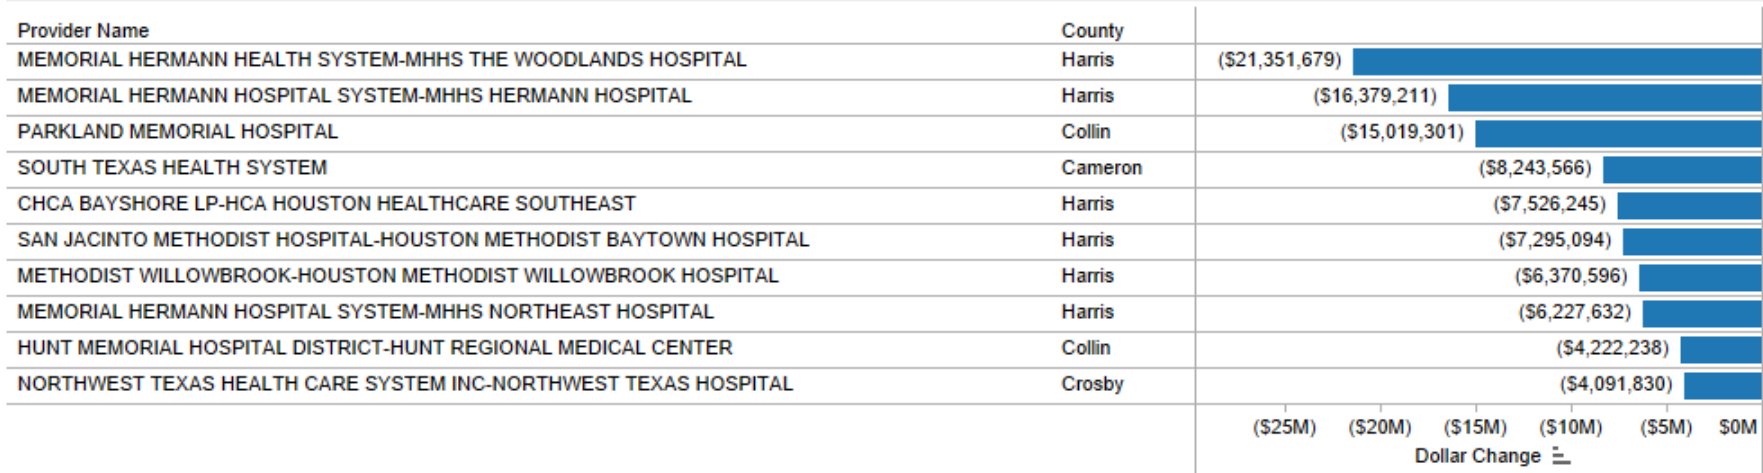 Provider Name County
MEMORIAL HERMANN HEALTH SYSTEM-MHHS THE WOODLANDS HOSPITAL Harris ($21,351,679)
MEMORIAL HERMANN HOSPITAL SYSTEM-MHHS HERMANN HOSPITAL Harris ($16,379,211)
PARKLAND MEMORIAL HOSPITAL Collin ($15,019,301)
SOUTH TEXAS HEALTH SYSTEM Cameron ($8,243,566)
CHCA BAYSHORE LP-HCA HOUSTON HEALTHCARE SOUTHEAST Harris ($7,526,245)
SAN JACINTO METHODIST HOSPITAL-HOUSTON METHODIST BAYTOWN HOSPITAL Harris ($7,295,094)
METHODIST WILLOWBROOK-HOUSTON METHODIST WILLOWBROOK HOSPITAL Harris ($6,370,596)
MEMORIAL HERMANN HOSPITAL SYSTEM-MHHS NORTHEAST HOSPITAL Harris ($6,227,632)
HUNT MEMORIAL HOSPITAL DISTRICT-HUNT REGIONAL MEDICAL CENTER Collin ($4,222,238)
NORTHWEST TEXAS HEALTH CARE SYSTEM INC-NORTHWEST TEXAS HOSPITAL Crosby ($4,091,830)
($25M) ($20M) ($15M) ($10M) ($5M) $0M
Dollar Change